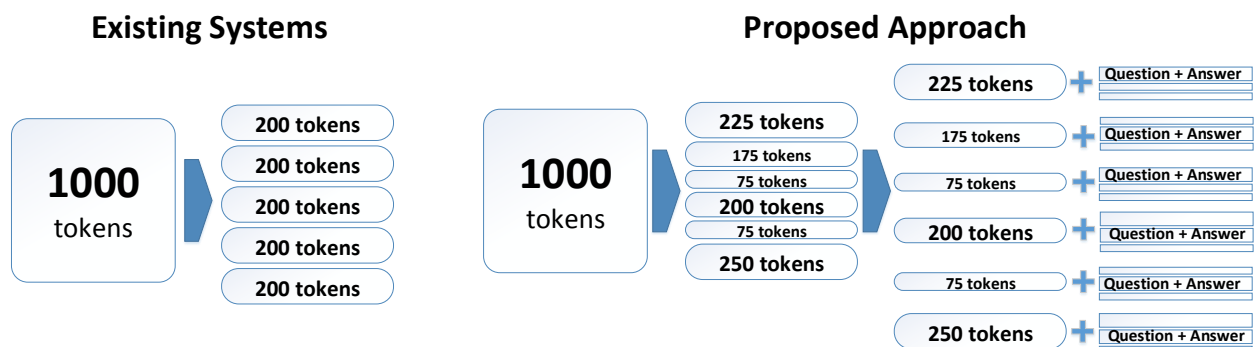 Existing Systems
1000
tokens
200 tokens
200 tokens
200 tokens
200 tokens
200 tokens
Proposed Approach
1000
tokens
225 tokens
175 tokens
75 tokens
200 tokens
75 tokens
250 tokens
225 tokens
Question + Answer
175 tokens
Question + Answer
75 tokens
Question + Answer
200 tokens
Question + Answer
75 tokens
Question + Answer
250 tokens
Question + Answer